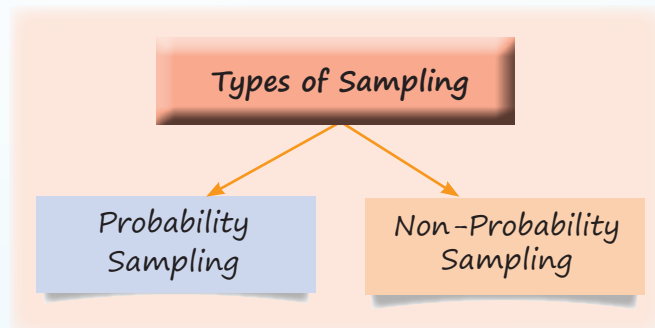 Types of Sampling
Probability
Sampling
Non-Probability
Sampling